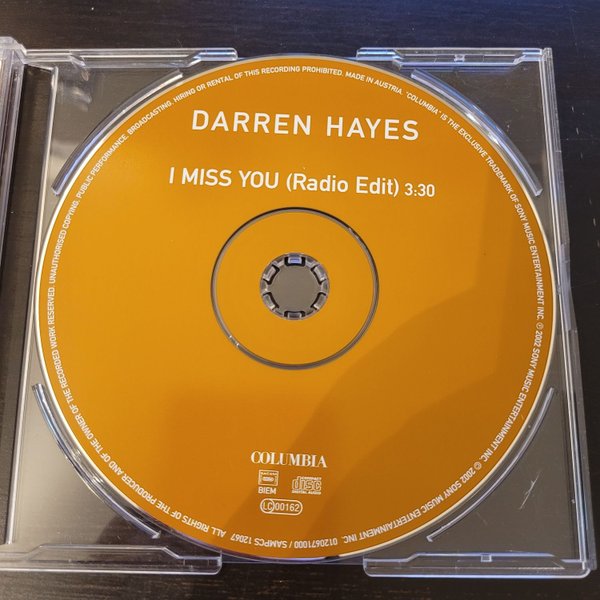 DARREN HAYES
I MISS YOU (Radio Edit) 3:30
COLUMBIA
BIEM
COMPACT
disc
DIGITAL AUDIO
LC 00162
ALL RIGHTS OF THE PRODUCER AND OF THE OWNER OF THE RECORDED WORK RESERVED. UNAUTHORISED COPYING, PUBLIC PERFORMANCE, BROADCASTING, HIRING OR RENTAL OF THIS RECORDING PROHIBITED. MADE IN AUSTRIA. 'COLUMBIA' IS THE EXCLUSIVE TRADEMARK OF SONY MUSIC ENTERTAINMENT INC. ℗ 2002 SONY MUSIC ENTERTAINMENT INC. © 2002 SONY MUSIC ENTERTAINMENT INC. 0120671000 / SAMPCS 12067